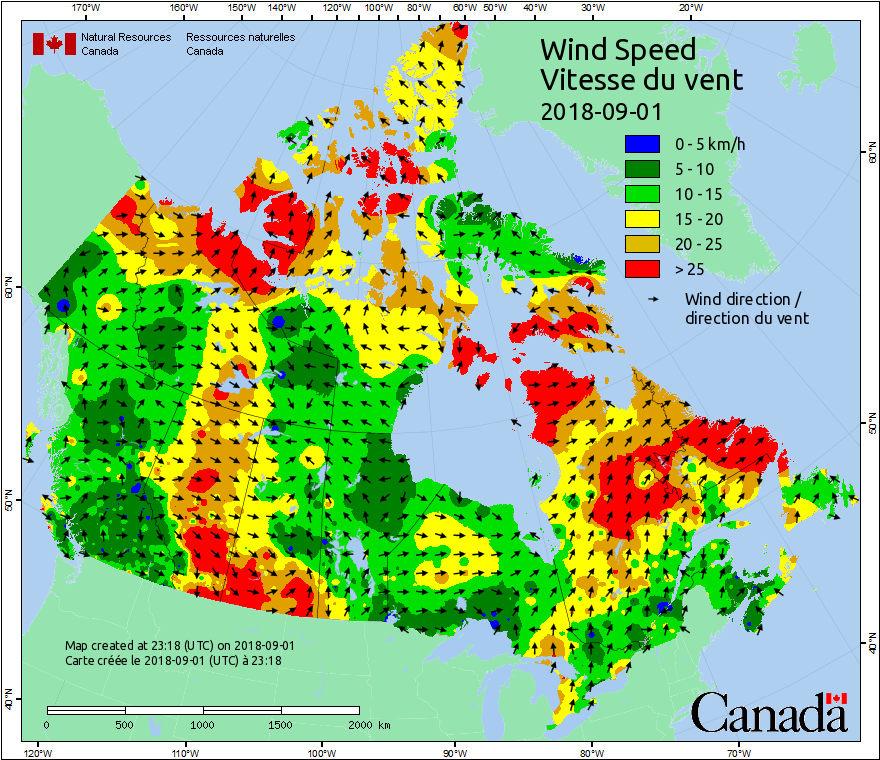 170°W 160°W 150°W 140°W 120°W 100°W 80°W 60°W 50°W 40°W 30°W 20°W
Natural Resources Canada
Ressources naturelles Canada
Wind Speed
Vitesse du vent
2018-09-01
0 - 5 km/h
5 - 10
10 - 15
15 - 20
20 - 25
> 25
Wind direction /
direction du vent
60°N
50°N
40°N
60°N
50°N
40°N
Map created at 23:18 (UTC) on 2018-09-01
Carte créée le 2018-09-01 (UTC) à 23:18
0 500 1000 1500 2000 km
Canada
120°W 110°W 100°W 90°W 80°W 70°W